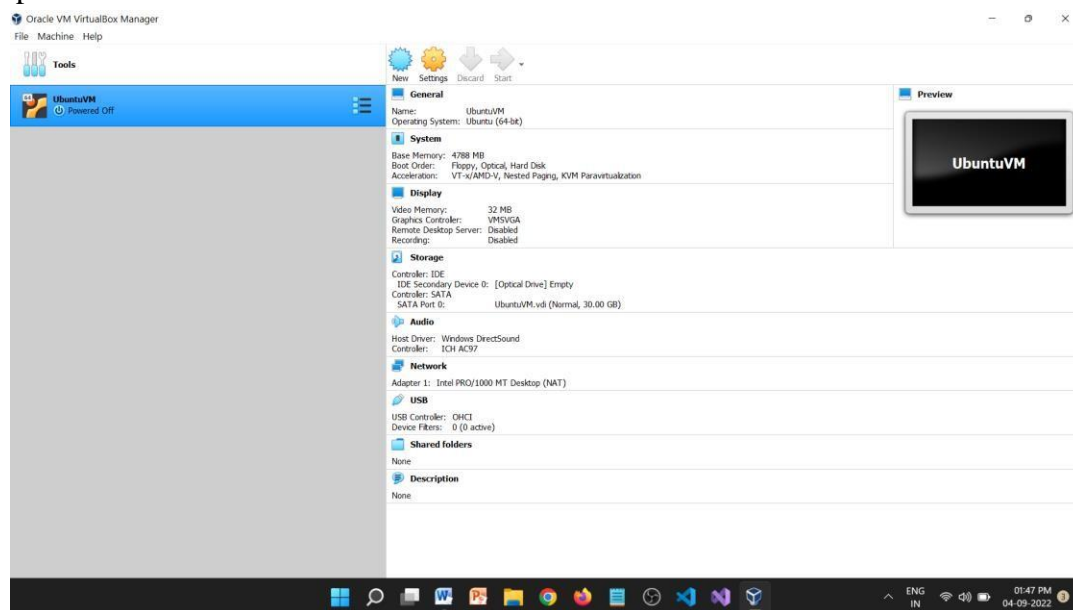 Oracle VM VirtualBox Manager
File Machine Help
Tools
New Settings Discard Start
UbuntuVM
Powered Off
General
Name: UbuntuVM
Operating System: Ubuntu (64-bit)
Preview
UbuntuVM
System
Base Memory: 4788 MB
Boot Order: Floppy, Optical, Hard Disk
Acceleration: VT-x/AMD-V, Nested Paging, KVM Paravirtualization
Display
Video Memory: 32 MB
Graphics Controller: VMSVGA
Remote Desktop Server: Disabled
Recording: Disabled
Storage
Controller: IDE
IDE Secondary Device 0: [Optical Drive] Empty
Controller: SATA
SATA Port 0: UbuntuVM.vdi (Normal, 30.00 GB)
Audio
Host Driver: Windows DirectSound
Controller: ICH AC97
Network
Adapter 1: Intel PRO/1000 MT Desktop (NAT)
USB
USB Controller: OHCI
Device Filters: 0 (0 active)
Shared folders
None
Description
None
ENG
IN
01:47 PM
04-09-2022
3